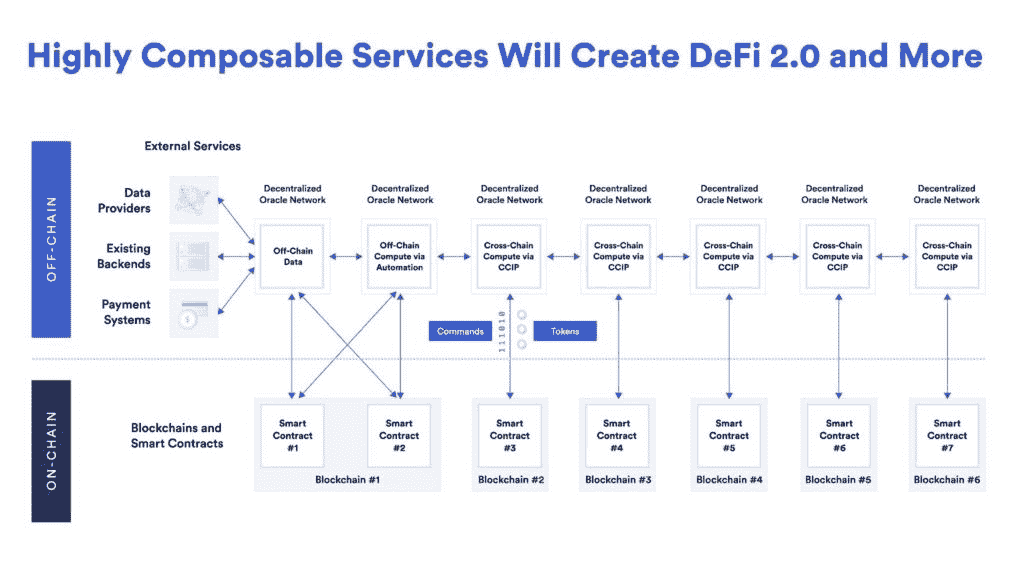 Highly Composable Services Will Create DeFi 2.0 and More
OFF-CHAIN
External Services
Data
Providers
Existing
Backends
Payment
Systems
$
Decentralized
Oracle Network
Off-Chain
Data
Decentralized
Oracle Network
Off-Chain
Compute via
Automation
Decentralized
Oracle Network
Cross-Chain
Compute via
CCIP
Decentralized
Oracle Network
Cross-Chain
Compute via
CCIP
Decentralized
Oracle Network
Cross-Chain
Compute via
CCIP
Decentralized
Oracle Network
Cross-Chain
Compute via
CCIP
Decentralized
Oracle Network
Cross-Chain
Compute via
CCIP
Commands
111010
Tokens
ON-CHAIN
Blockchains and
Smart Contracts
Smart
Contract
#1
Smart
Contract
#2
Blockchain #1
Smart
Contract
#3
Blockchain #2
Smart
Contract
#4
Blockchain #3
Smart
Contract
#5
Blockchain #4
Smart
Contract
#6
Blockchain #5
Smart
Contract
#7
Blockchain #6